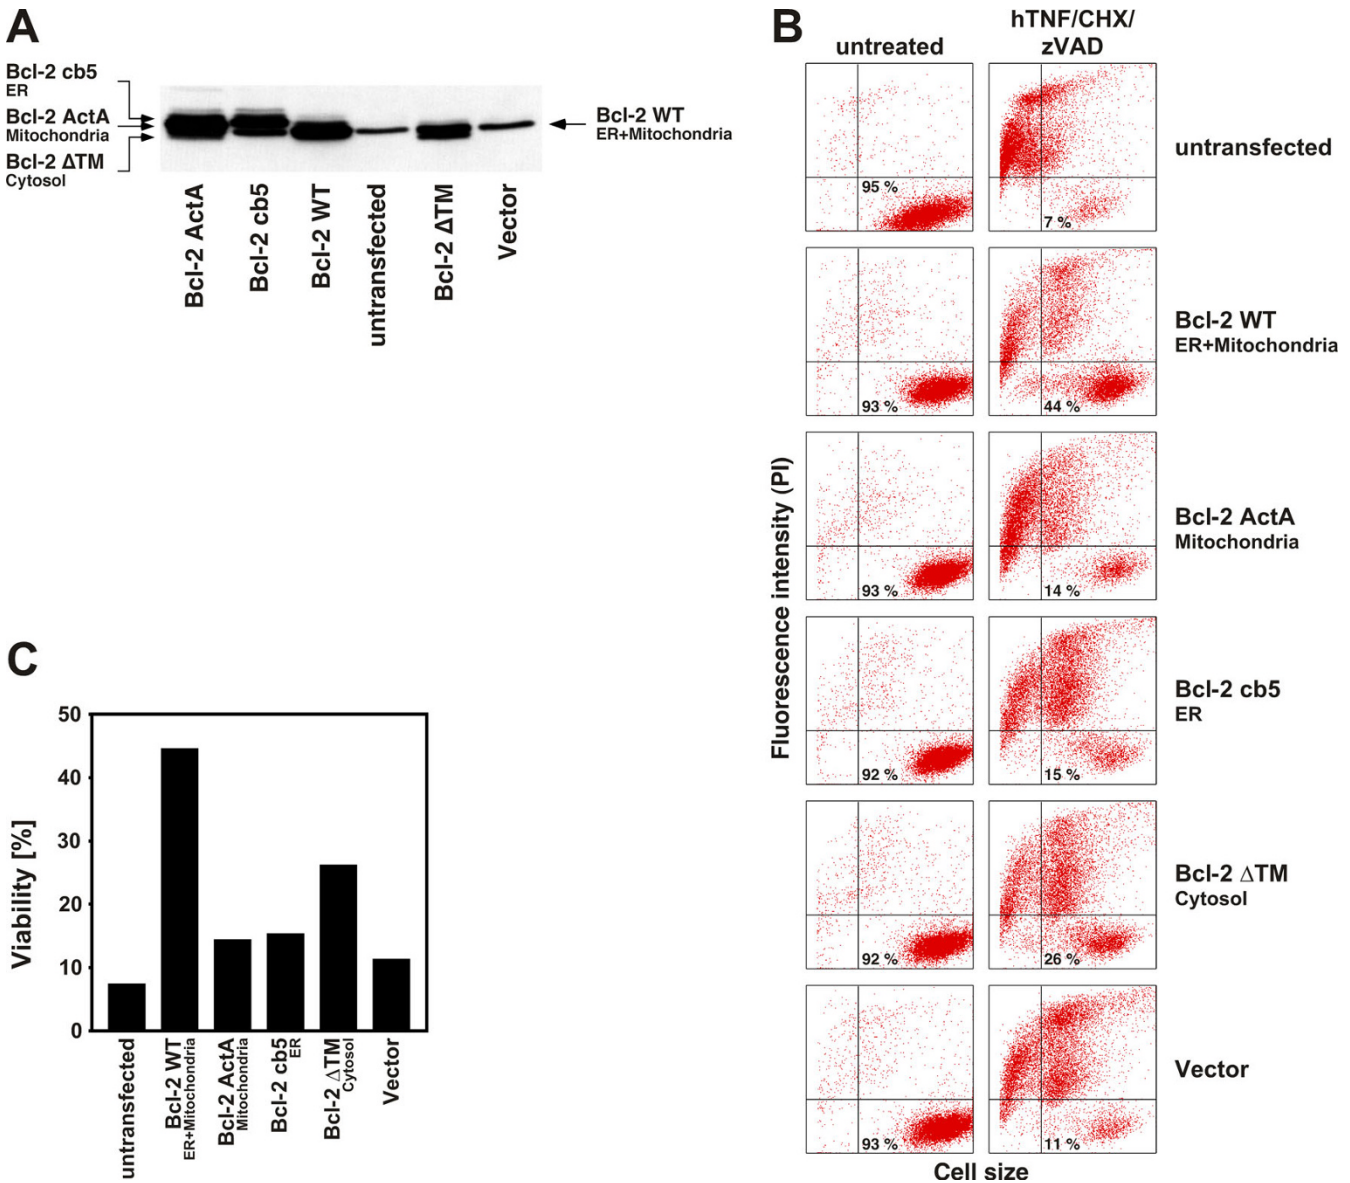 A
Bcl-2 cb5
ER
Bcl-2 ActA
Mitochondria
Bcl-2 ΔTM
Cytosol
Bcl-2 WT
ER+Mitochondria
Bcl-2 ActA
Bcl-2 cb5
Bcl-2 WT
untransfected
Bcl-2 ΔTM
Vector
B
untreated
hTNF/CHX/
zVAD
95 %
7 %
untransfected
93 %
44 %
Bcl-2 WT
ER+Mitochondria
93 %
14 %
Bcl-2 ActA
Mitochondria
92 %
15 %
Bcl-2 cb5
ER
92 %
26 %
Bcl-2 ΔTM
Cytosol
93 %
11 %
Vector
Fluorescence intensity (PI)
Cell size
C
Viability [%]
50
40
30
20
10
0
untransfected
Bcl-2 WT
ER+Mitochondria
Bcl-2 ActA
Mitochondria
Bcl-2 cb5
ER
Bcl-2 ΔTM
Cytosol
Vector